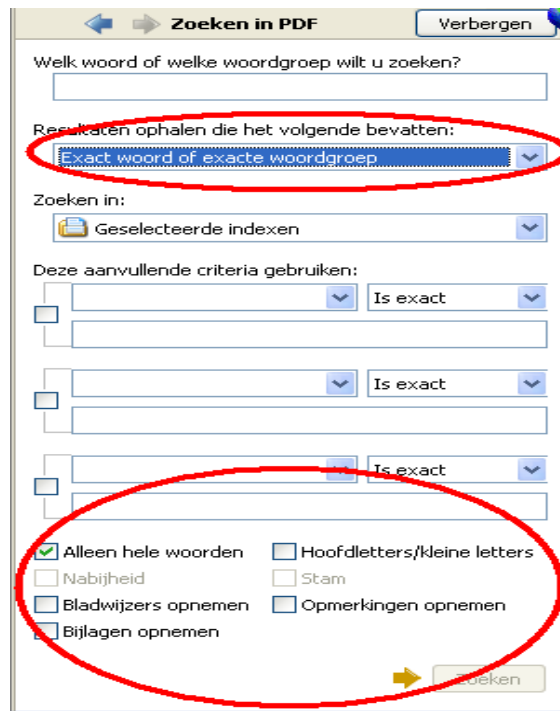 Zoeken in PDF Verbergen
Welk woord of welke woordgroep wilt u zoeken?
Resultaten ophalen die het volgende bevatten:
Exact woord of exacte woordgroep
Zoeken in:
Geselecteerde indexen
Deze aanvullende criteria gebruiken:
Is exact
Is exact
Is exact
Alleen hele woorden Hoofdletters/kleine letters
Nabijheid Stam
Bladwijzers opnemen Opmerkingen opnemen
Bijlagen opnemen
Zoeken